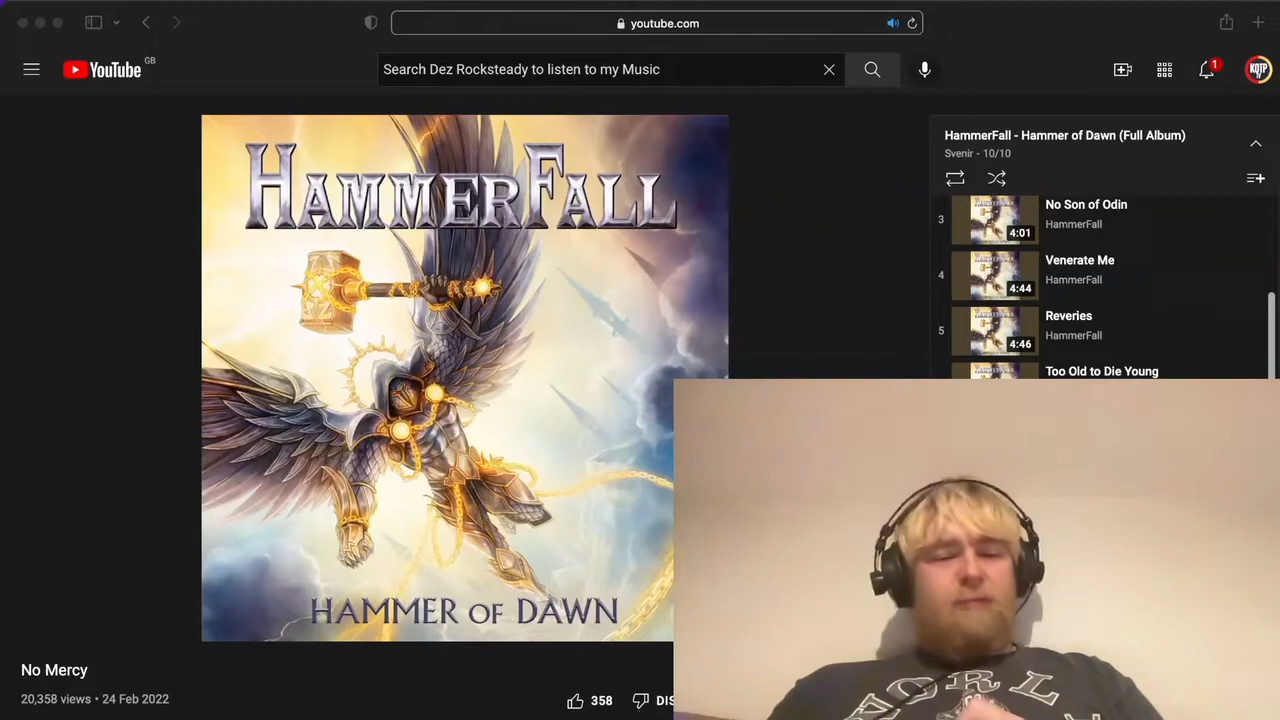 youtube.com
YouTube GB
Search Dez Rocksteady to listen to my Music
1
KOTP
HAMMERFALL
HAMMER OF DAWN
HammerFall - Hammer of Dawn (Full Album)
Svenir - 10/10
3
4:01
No Son of Odin
HammerFall
4
4:44
Venerate Me
HammerFall
5
4:46
Reveries
HammerFall
Too Old to Die Young
No Mercy
20,358 views • 24 Feb 2022
358
DIS